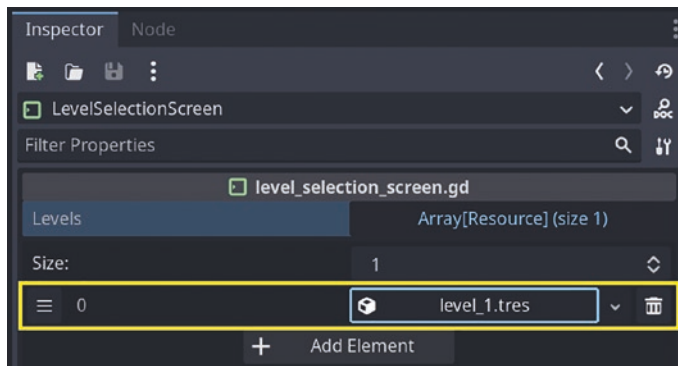 Inspector Node
LevelSelectionScreen
DOC
Filter Properties
level_selection_screen.gd
Levels Array[Resource] (size 1)
Size: 1
0 level_1.tres
+ Add Element